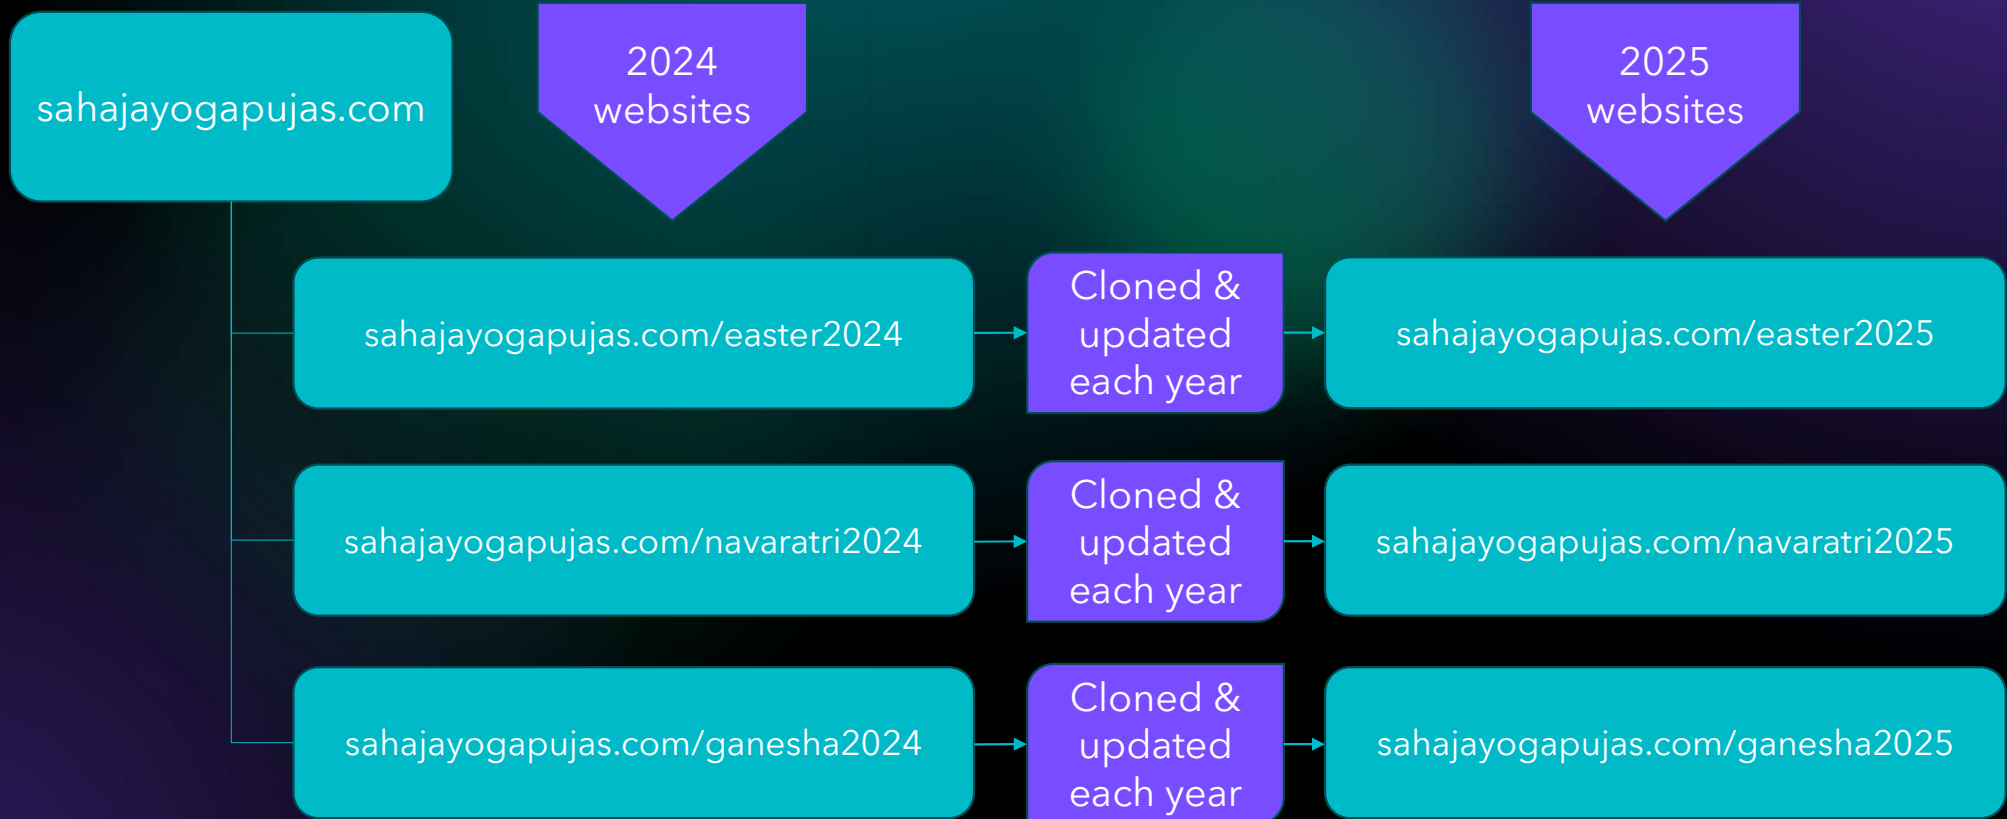 sahajayogapujas.com
2024
websites
2025
websites
sahajayogapujas.com/easter2024
Cloned &
updated
each year
sahajayogapujas.com/easter2025
sahajayogapujas.com/navaratri2024
Cloned &
updated
each year
sahajayogapujas.com/navaratri2025
sahajayogapujas.com/ganesha2024
Cloned &
updated
each year
sahajayogapujas.com/ganesha2025